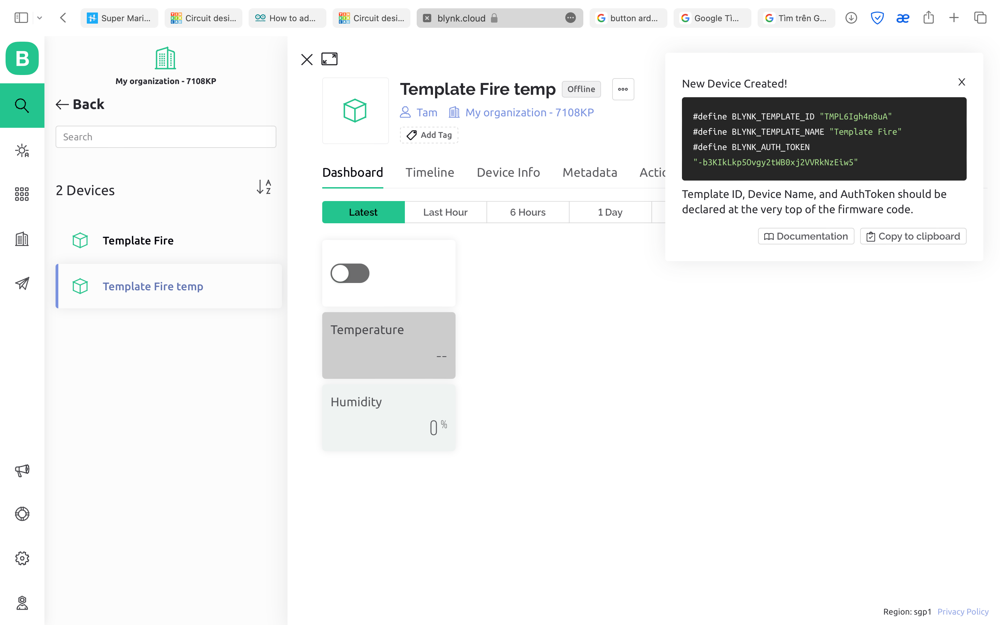 Super Mari...
Circuit desi...
How to ad...
Circuit desi...
blynk.cloud
button ard...
Google Tì...
Tìm trên G...
B
My organization - 7108KP
Back
Search
2 Devices
Template Fire
Template Fire temp
Template Fire temp
Offline
Tam
My organization - 7108KP
Add Tag
Dashboard
Timeline
Device Info
Metadata
Actio
Latest
Last Hour
6 Hours
1 Day
Temperature
--
Humidity
0 %
New Device Created!
X
#define BLYNK_TEMPLATE_ID "TMPL6Igh4n8uA"
#define BLYNK_TEMPLATE_NAME "Template Fire"
#define BLYNK_AUTH_TOKEN
"-b3KIkLkp5Ovgy2tWB0xj2VVRkNzEiw5"
Template ID, Device Name, and AuthToken should be
declared at the very top of the firmware code.
Documentation
Copy to clipboard
Region: sgp1
Privacy Policy